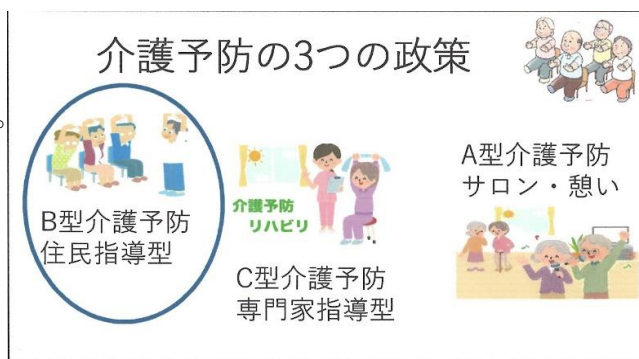 介護予防の3つの政策
B型介護予防
住民指導型
介護予防
リハビリ
C型介護予防
専門家指導型
A型介護予防
サロン・憩い